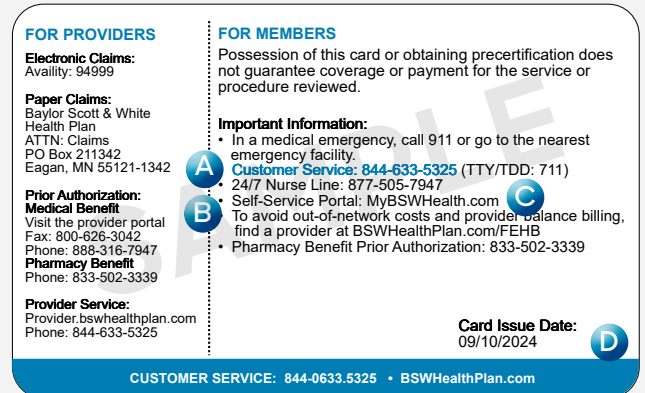 FOR PROVIDERS
Electronic Claims:
Availity: 94999
Paper Claims:
Baylor Scott & White
Health Plan
ATTN: Claims
PO Box 211342
Eagan, MN 55121-1342
Prior Authorization:
Medical Benefit
Visit the provider portal
Fax: 800-626-3042
Phone: 888-316-7947
Pharmacy Benefit
Phone: 833-502-3339
Provider Service:
Provider.bswhealthplan.com
Phone: 844-633-5325
A
B
FOR MEMBERS
Possession of this card or obtaining precertification does
not guarantee coverage or payment for the service or
procedure reviewed.
Important Information:
• In a medical emergency, call 911 or go to the nearest
emergency facility.
Customer Service: 844-633-5325 (TTY/TDD: 711)
• 24/7 Nurse Line: 877-505-7947
• Self-Service Portal: MyBSWHealth.com
C
To avoid out-of-network costs and provider balance billing,
find a provider at BSWHealthPlan.com/FEHB
• Pharmacy Benefit Prior Authorization: 833-502-3339
SAMPLE
Card Issue Date:
09/10/2024
D
CUSTOMER SERVICE: 844-0633.5325 • BSWHealthPlan.com